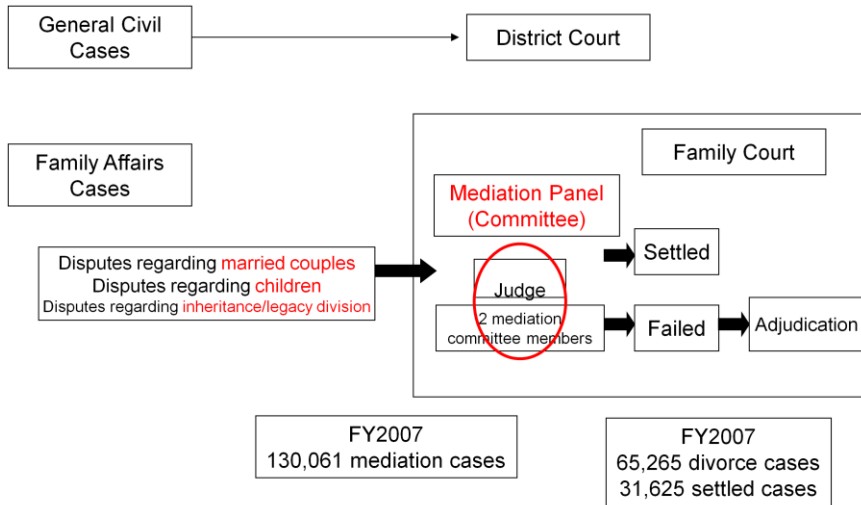 General Civil
Cases
District Court
Family Affairs
Cases
Family Court
Mediation Panel
(Committee)
Disputes regarding married couples
Disputes regarding children
Disputes regarding inheritance/legacy division
Settled
Judge
2 mediation
committee members
Failed
Adjudication
FY2007
130,061 mediation cases
FY2007
65,265 divorce cases
31,625 settled cases